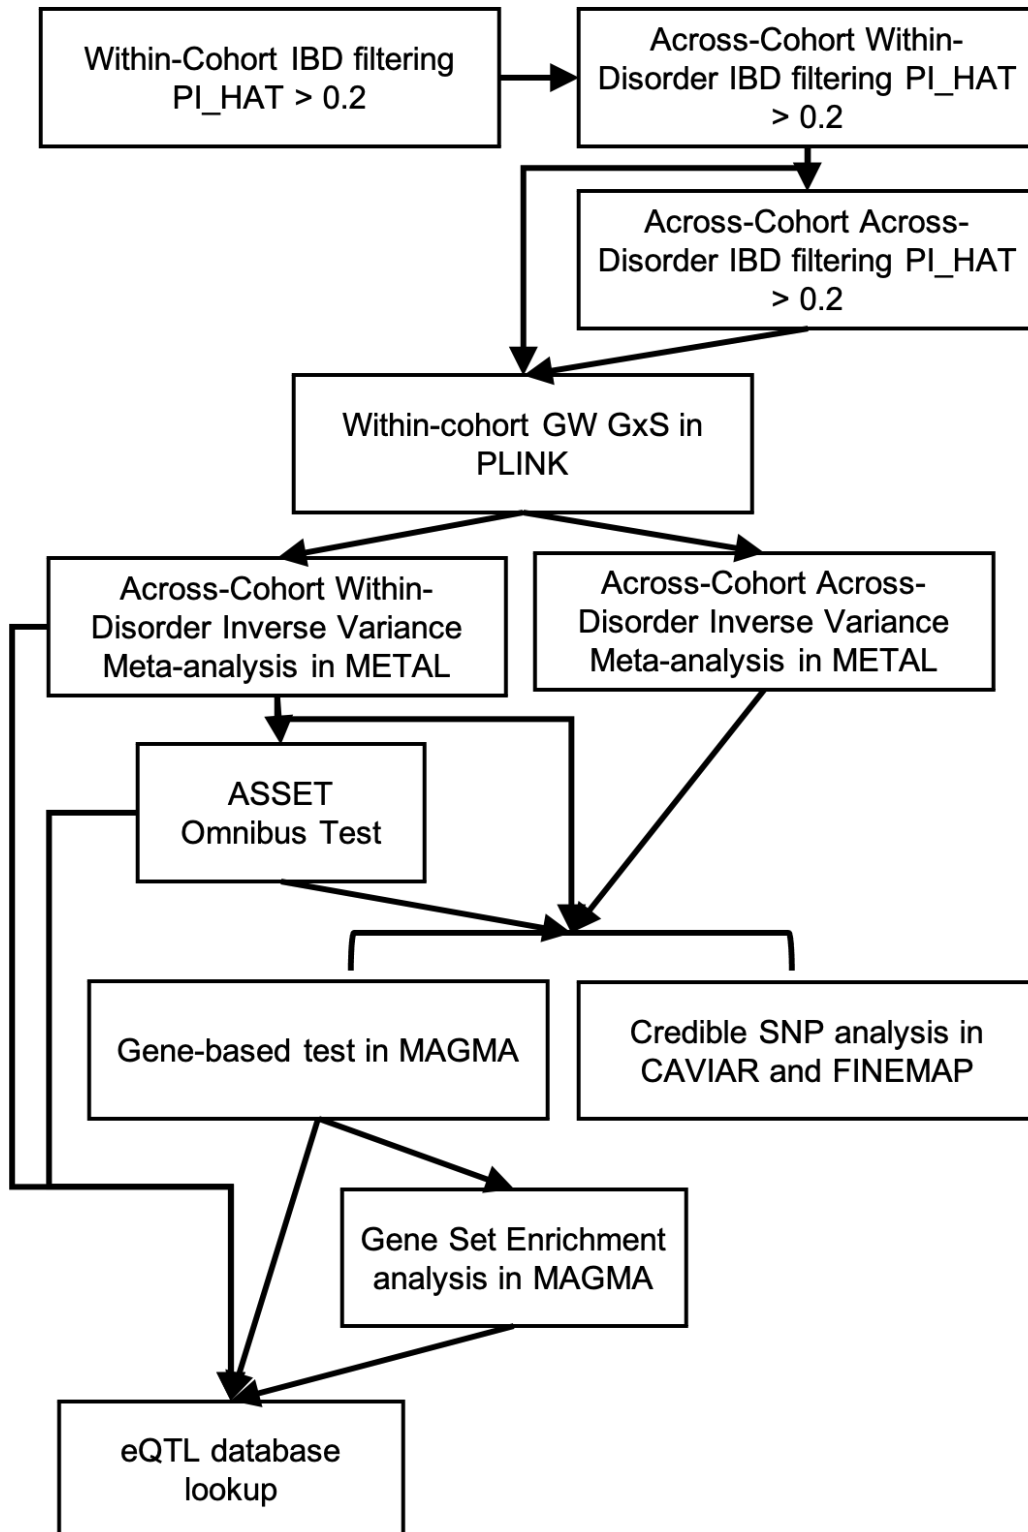 Within-Cohort IBD filtering
PI_HAT > 0.2
Across-Cohort Within-
Disorder IBD filtering PI_HAT
> 0.2
Across-Cohort Across-
Disorder IBD filtering PI_HAT
> 0.2
Within-cohort GW GxS in
PLINK
Across-Cohort Within-
Disorder Inverse Variance
Meta-analysis in METAL
Across-Cohort Across-
Disorder Inverse Variance
Meta-analysis in METAL
ASSET
Omnibus Test
Gene-based test in MAGMA
Credible SNP analysis in
CAVIAR and FINEMAP
Gene Set Enrichment
analysis in MAGMA
eQTL database
lookup